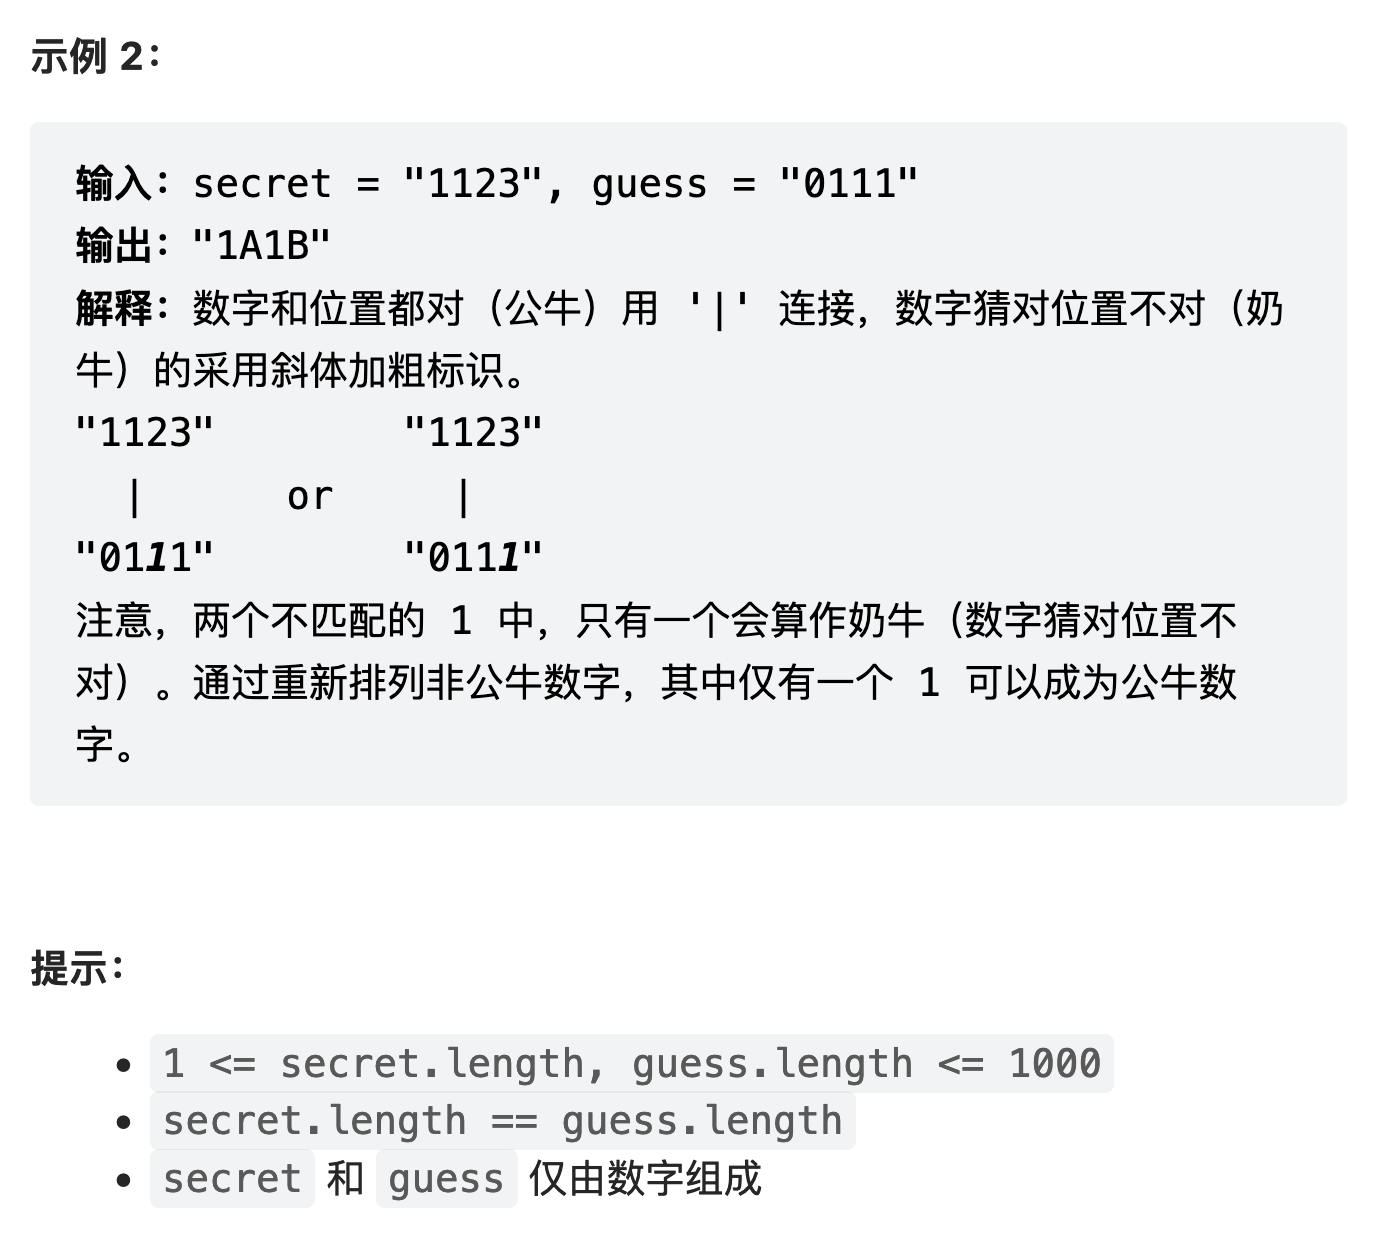 示例 2：
输入：secret = "1123", guess = "0111"
输出："1A1B"
解释：数字和位置都对（公牛）用 '|' 连接，数字猜对位置不对（奶
牛）的采用斜体加粗标识。
"1123"        "1123"
  |      or     |
"0111"        "0111"
注意，两个不匹配的 1 中，只有一个会算作奶牛（数字猜对位置不
对）。通过重新排列非公牛数字，其中仅有一个 1 可以成为公牛数
字。
提示：
• 1 <= secret.length, guess.length <= 1000
• secret.length == guess.length
• secret 和 guess 仅由数字组成